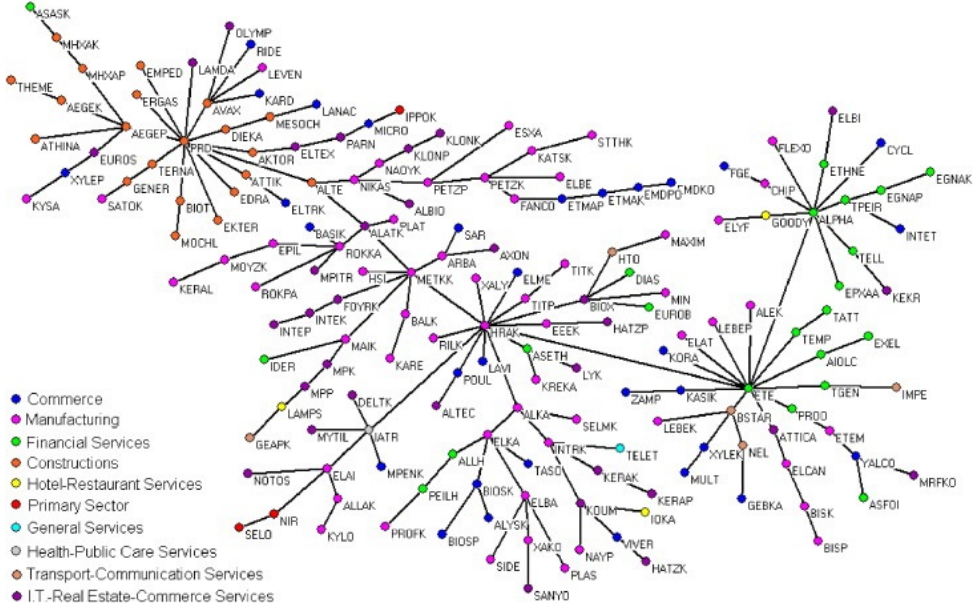 ASASK
MHXAK
OLYMP
RIDE
MHXAP
EMPED
LAMDA
LEVEN
THEME
AEGEK
ERGAS
AVAX
KARD
LANAC
MESOCH
IPPOK
MICRO
DIEKA
PARN
KLONK
ESXA
STTHK
ELBI
AEGEP
PRD
AKTOR
ELTEX
KLONP
KATSK
FLEXO
ETHNE
CYCL
ATHINA
EUROS
TERNA
ATTIK
ALTE
NAOYK
NIKAS
PETZP
PETZK
ELBE
EMDKO
FGE
CHIP
EGNAK
XYLEP
GENER
EDRA
ELTRK
ALBIO
FANCO
ETMAP
ETMAK
EMDPO
TPEIR
EGNAP
KYSA
SATOK
BIOT
EKTER
ELYF
GOODY
ALPHA
INTET
MOCHL
BASIK
ALATK
PLAT
SAR
MAXIM
EPIL
ROKKA
ARBA
AXON
HTO
TELL
MOYZK
KERAL
ROKPA
MPITR
HSI
METKK
XALY
ELME
TITK
DIAS
EPXAA
KEKR
FOYRK
INTEK
INTEP
BALK
TITP
BIOX
MIN
EUROB
ALEK
TATT
HRAK
EEEK
HATZP
LEBEP
TEMP
EXEL
MAIK
RILK
ASETH
ELAT
AIOLC
IDER
MPK
KARE
LAVI
POUL
LYK
KREKA
KORA
ETE
TGEN
IMPE
MPP
ALTEC
ZAMP
KASIK
LAMPS
DELTK
ALKA
SELMK
BSTAR
PROO
GEAPK
MYTIL
IATR
ELKA
INTRK
TELET
LEBEK
XYLEK
NEL
ATTICA
ETEM
ALLH
TASO
YALCO
NOTOS
ELAI
MPENK
PEILH
BIOSK
KERAK
MULT
ELCAN
MRFKO
ALLAK
ELBA
KERAP
GEBKA
ASFOI
NIR
PROFK
ALYSK
KOUM
IOKA
BISK
SELO
KYLO
BIOSP
XAKO
VIVER
BISP
SIDE
NAYP
PLAS
HATZK
SANYO
Commerce
Manufacturing
Financial Services
Constructions
Hotel-Restaurant Services
Primary Sector
General Services
Health-Public Care Services
Transport-Communication Services
I.T.-Real Estate-Commerce Services